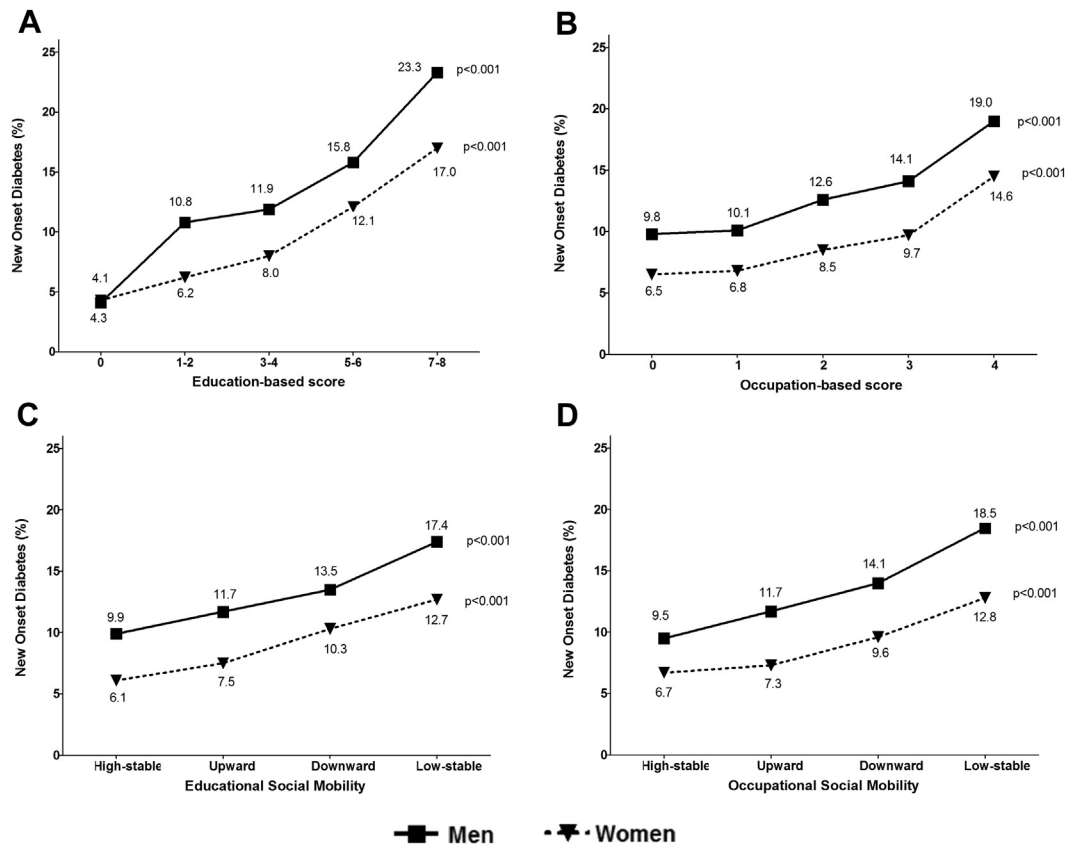 A
New Onset Diabetes (%)
25
20
15
10
5
0
4.1
10.8
11.9
15.8
23.3
p<0.001
4.3
6.2
8.0
12.1
17.0
p<0.001
0 1-2 3-4 5-6 7-8
Education-based score
B
New Onset Diabetes (%)
25
20
15
10
5
0
9.8
10.1
12.6
14.1
19.0
p<0.001
6.5
6.8
8.5
9.7
14.6
p<0.001
0 1 2 3 4
Occupation-based score
C
New Onset Diabetes (%)
25
20
15
10
5
0
9.9
11.7
13.5
17.4
p<0.001
6.1
7.5
10.3
12.7
p<0.001
High-stable Upward Downward Low-stable
Educational Social Mobility
D
New Onset Diabetes (%)
25
20
15
10
5
0
9.5
11.7
14.1
18.5
p<0.001
6.7
7.3
9.6
12.8
p<0.001
High-stable Upward Downward Low-stable
Occupational Social Mobility
Men Women